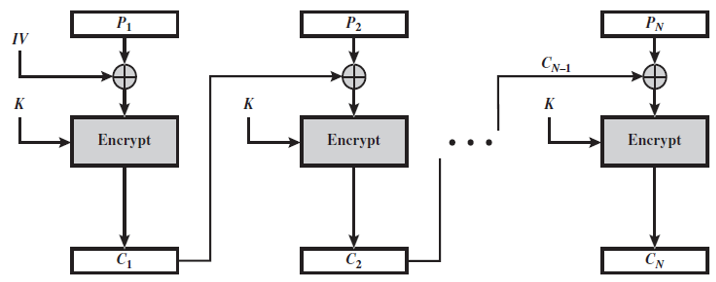 P1
P2
PN
IV
CN–1
K
K
K
Encrypt
Encrypt
• • •
Encrypt
C1
C2
CN